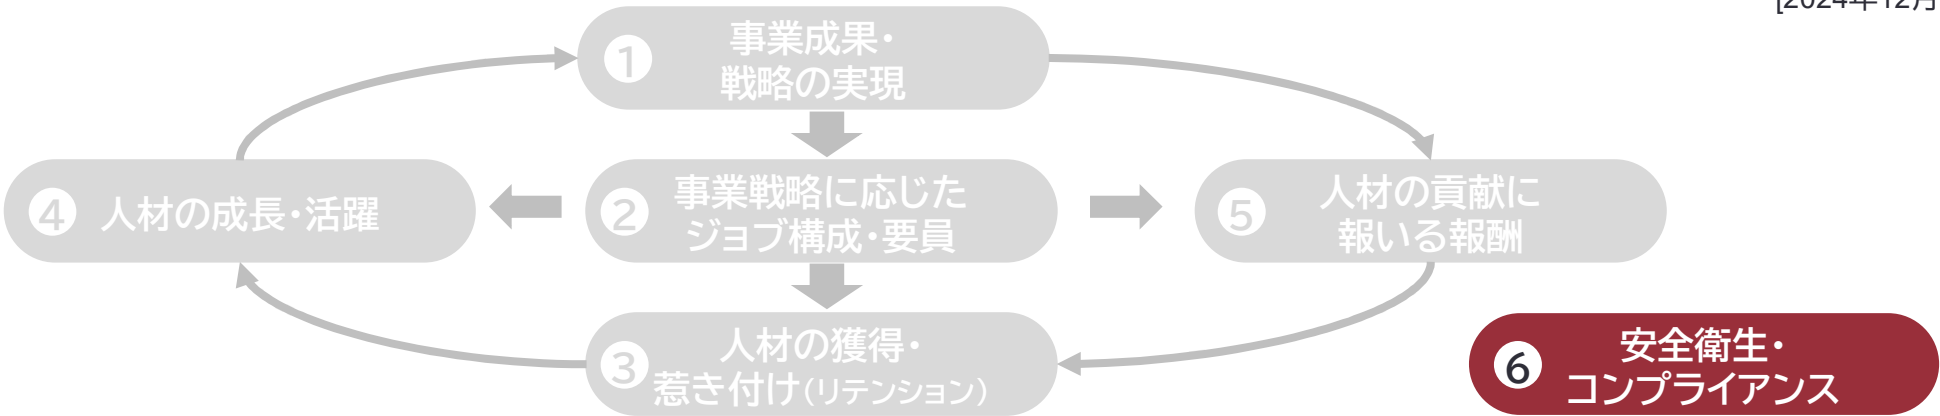 [2024年12月
1
事業成果・
戦略の実現
4
人材の成長・活躍
2
事業戦略に応じた
ジョブ構成・要員
5
人材の貢献に
報いる報酬
3
人材の獲得・
惹き付け(リテンション)
6
安全衛生・
コンプライアンス